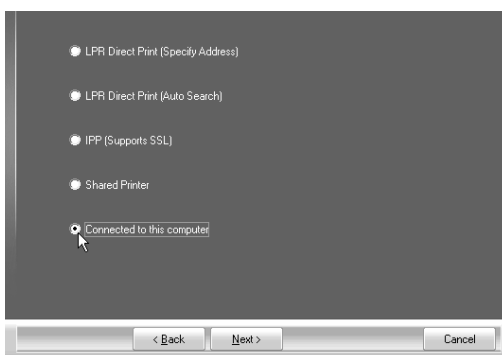 LPR Direct Print (Specify Address)
LPR Direct Print (Auto Search)
IPP (Supports SSL)
Shared Printer
Connected to this computer
< Back Next > Cancel